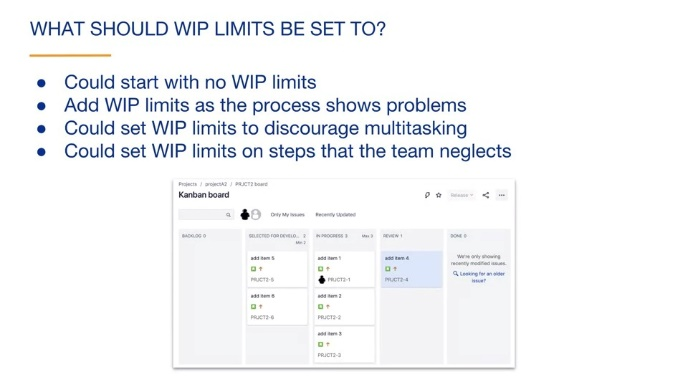 WHAT SHOULD WIP LIMITS BE SET TO?
● Could start with no WIP limits
● Add WIP limits as the process shows problems
● Could set WIP limits to discourage multitasking
● Could set WIP limits on steps that the team neglects
Projects / projectA2 / PRJCT2 board
Kanban board
Release
Only My Issues Recently Updated
BACKLOG 0 SELECTED FOR DEVELO... 2 IN PROGRESS 3 Max 3 REVIEW 1 DONE 0
Min 2
add item 5 add item 1 add item 4
We're only showing
recently modified issues.
Looking for an older
issue?
PRJCT2-5 PRJCT2-1 PRJCT2-4
add item 6 add item 2
PRJCT2-6 PRJCT2-2
add item 3
PRJCT2-3